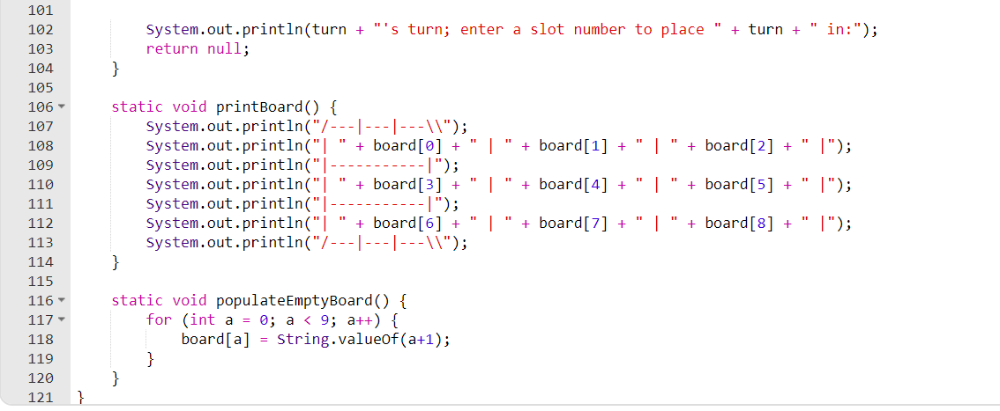 101
102 System.out.println(turn + "'s turn; enter a slot number to place " + turn + " in:");
103 return null;
104 }
105
106 static void printBoard() {
107 System.out.println("/---|---|---\\");
108 System.out.println("| " + board[0] + " | " + board[1] + " | " + board[2] + " |");
109 System.out.println("|-----------|");
110 System.out.println("| " + board[3] + " | " + board[4] + " | " + board[5] + " |");
111 System.out.println("|-----------|");
112 System.out.println("| " + board[6] + " | " + board[7] + " | " + board[8] + " |");
113 System.out.println("/---|---|---\\");
114 }
115
116 static void populateEmptyBoard() {
117 for (int a = 0; a < 9; a++) {
118 board[a] = String.valueOf(a+1);
119 }
120 }
121 }